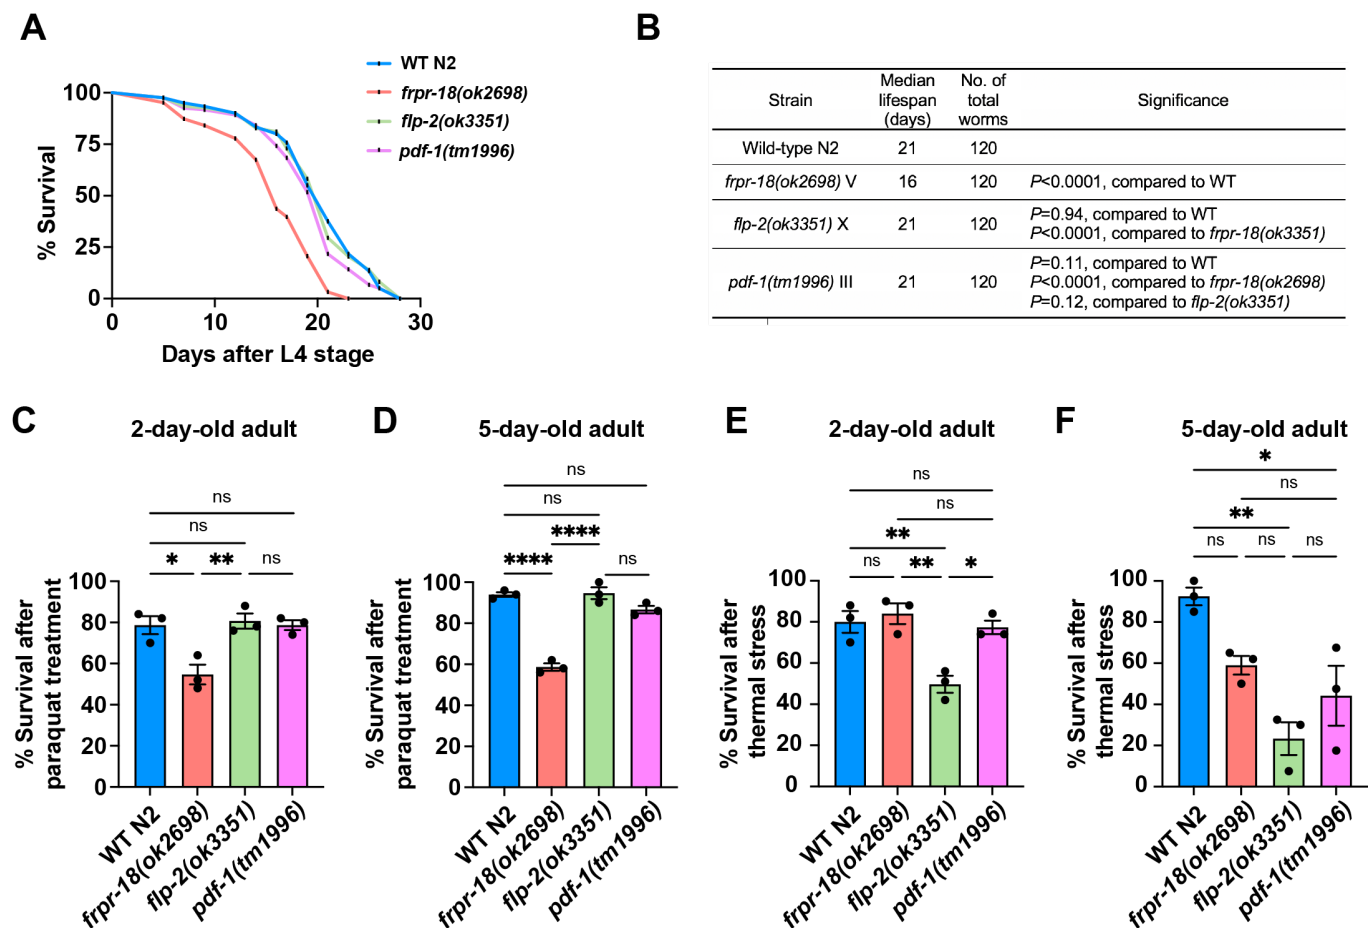 A
WT N2
frpr-18(ok2698)
flp-2(ok3351)
pdf-1(tm1996)
% Survival
100
75
50
25
0
0
10
20
30
Days after L4 stage
B
Strain
Median
lifespan
(days)
No. of
total
worms
Significance
Wild-type N2
21
120
frpr-18(ok2698) V
16
120
P<0.0001, compared to WT
flp-2(ok3351) X
21
120
P=0.94, compared to WT
P<0.0001, compared to frpr-18(ok3351)
pdf-1(tm1996) III
21
120
P=0.11, compared to WT
P<0.0001, compared to frpr-18(ok2698)
P=0.12, compared to flp-2(ok3351)
C
2-day-old adult
ns
ns
*
**
ns
% Survival after
paraquat treatment
100
80
60
40
20
0
WT N2
frpr-18(ok2698)
flp-2(ok3351)
pdf-1(tm1996)
D
5-day-old adult
ns
ns
****
****
ns
% Survival after
paraquat treatment
100
80
60
40
20
0
WT N2
frpr-18(ok2698)
flp-2(ok3351)
pdf-1(tm1996)
E
2-day-old adult
ns
ns
**
ns
**
*
% Survival after
thermal stress
100
80
60
40
20
0
WT N2
frpr-18(ok2698)
flp-2(ok3351)
pdf-1(tm1996)
F
5-day-old adult
*
ns
**
ns
ns
ns
% Survival after
thermal stress
100
80
60
40
20
0
WT N2
frpr-18(ok2698)
flp-2(ok3351)
pdf-1(tm1996)